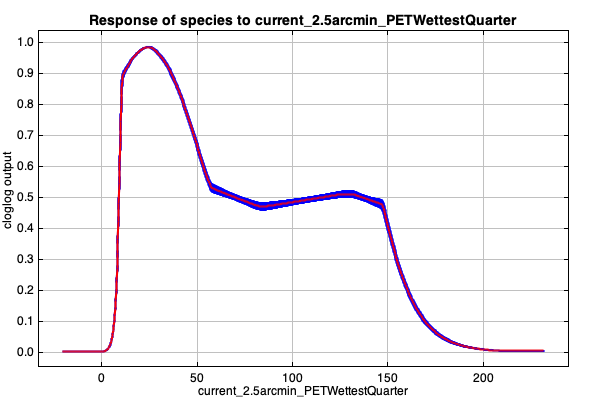 Response of species to current_2.5arcmin_PETWettestQuarter
1.0
0.9
0.8
0.7
0.6
0.5
0.4
0.3
0.2
0.1
0.0
cloglog output
0 50 100 150 200
current_2.5arcmin_PETWettestQuarter